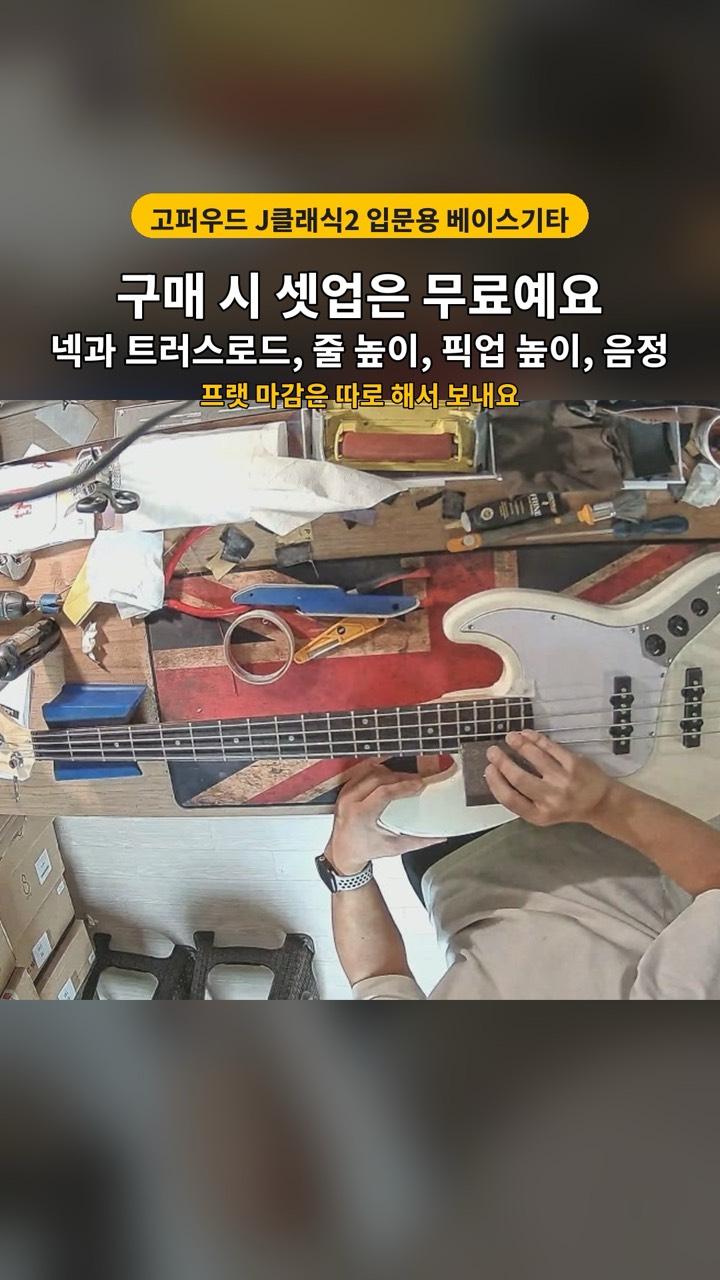 고퍼우드 J클래식2 입문용 베이스기타
구매 시 셋업은 무료예요
넥과 트러스로드, 줄 높이, 픽업 높이, 음정
프랫 마감은 따로 해서 보내요